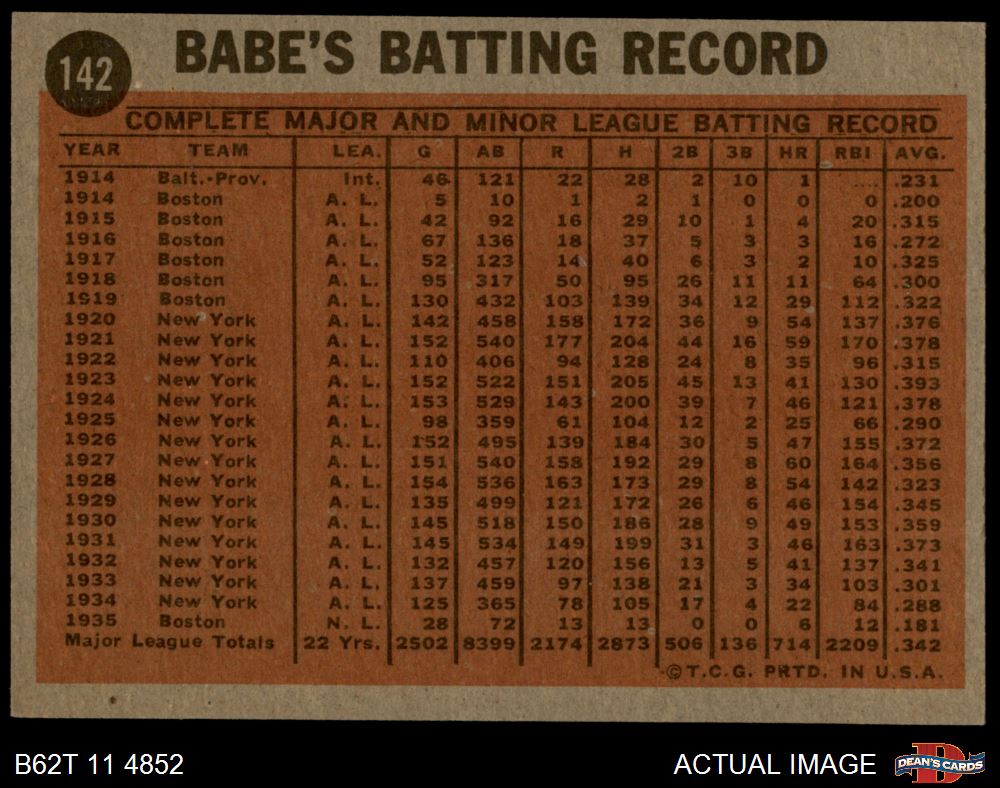 142
BABE'S BATTING RECORD
COMPLETE MAJOR AND MINOR LEAGUE BATTING RECORD
YEAR TEAM LEA. G AB R H 2B 3B HR RBI AVG.
1914 Balt.-Prov. Int. 46 121 22 28 2 10 1 .... .231
1914 Boston A. L. 5 10 1 2 1 0 0 0 .200
1915 Boston A. L. 42 92 16 29 10 1 4 20 .315
1916 Boston A. L. 67 136 18 37 5 3 3 16 .272
1917 Boston A. L. 52 123 14 40 6 3 2 10 .325
1918 Boston A. L. 95 317 50 95 26 11 11 64 .300
1919 Boston A. L. 130 432 103 139 34 12 29 112 .322
1920 New York A. L. 142 458 158 172 36 9 54 137 .376
1921 New York A. L. 152 540 177 204 44 16 59 170 .378
1922 New York A. L. 110 406 94 128 24 8 35 96 .315
1923 New York A. L. 152 522 151 205 45 13 41 130 .393
1924 New York A. L. 153 529 143 200 39 7 46 121 .378
1925 New York A. L. 98 359 61 104 12 2 25 66 .290
1926 New York A. L. 152 495 139 184 30 5 47 155 .372
1927 New York A. L. 151 540 158 192 29 8 60 164 .356
1928 New York A. L. 154 536 163 173 29 8 54 142 .323
1929 New York A. L. 135 499 121 172 26 6 46 154 .345
1930 New York A. L. 145 518 150 186 28 9 49 153 .359
1931 New York A. L. 145 534 149 199 31 3 46 163 .373
1932 New York A. L. 132 457 120 156 13 5 41 137 .341
1933 New York A. L. 137 459 97 138 21 3 34 103 .301
1934 New York A. L. 125 365 78 105 17 4 22 84 .288
1935 Boston N. L. 28 72 13 13 0 0 6 12 .181
Major League Totals 22 Yrs. 2502 8399 2174 2873 506 136 714 2209 .342
©T.C.G. PRTD. IN U.S.A.
B62T 11 4852
ACTUAL IMAGE
D
DEAN'S CARDS